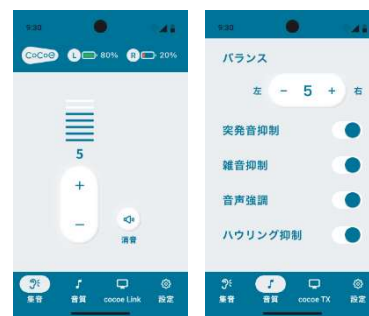 9:30
CoCoe L 80% R 20%
5
+
−
消音
集音 音質 cocoe Link 設定
9:30
バランス
左 - 5 + 右
突発音抑制
雑音抑制
音声強調
ハウリング抑制
集音 音質 cocoe TX 設定